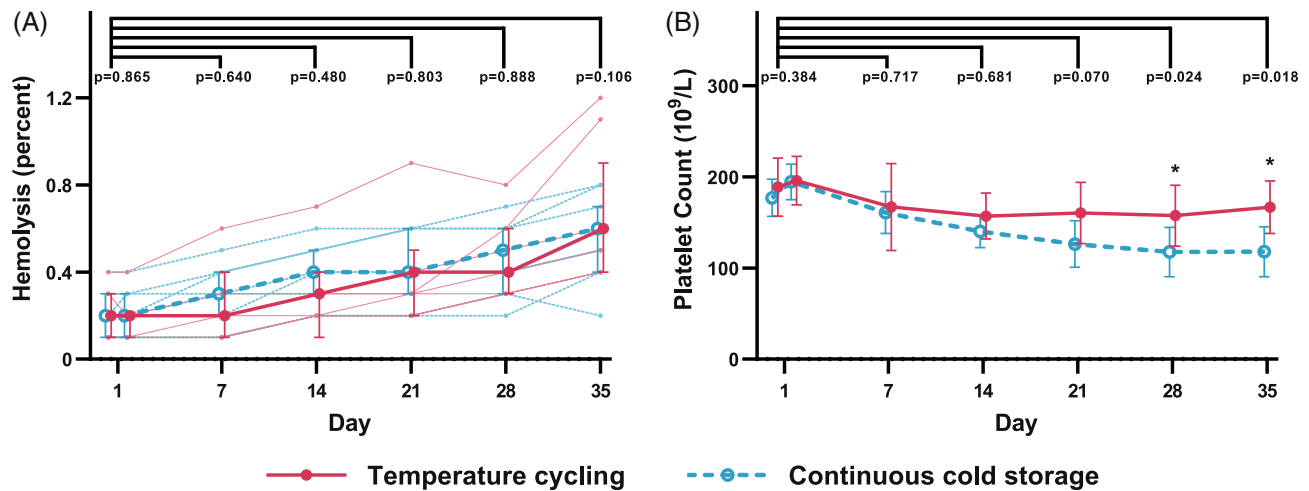 (A)
p=0.865 p=0.640 p=0.480 p=0.803 p=0.888 p=0.106
Hemolysis (percent)
1.2
0.8
0.4
0
1 7 14 21 28 35
Day
(B)
p=0.384 p=0.717 p=0.681 p=0.070 p=0.024 p=0.018
Platelet Count (10^9/L)
300
200
100
0
* *
1 7 14 21 28 35
Day
Temperature cycling Continuous cold storage